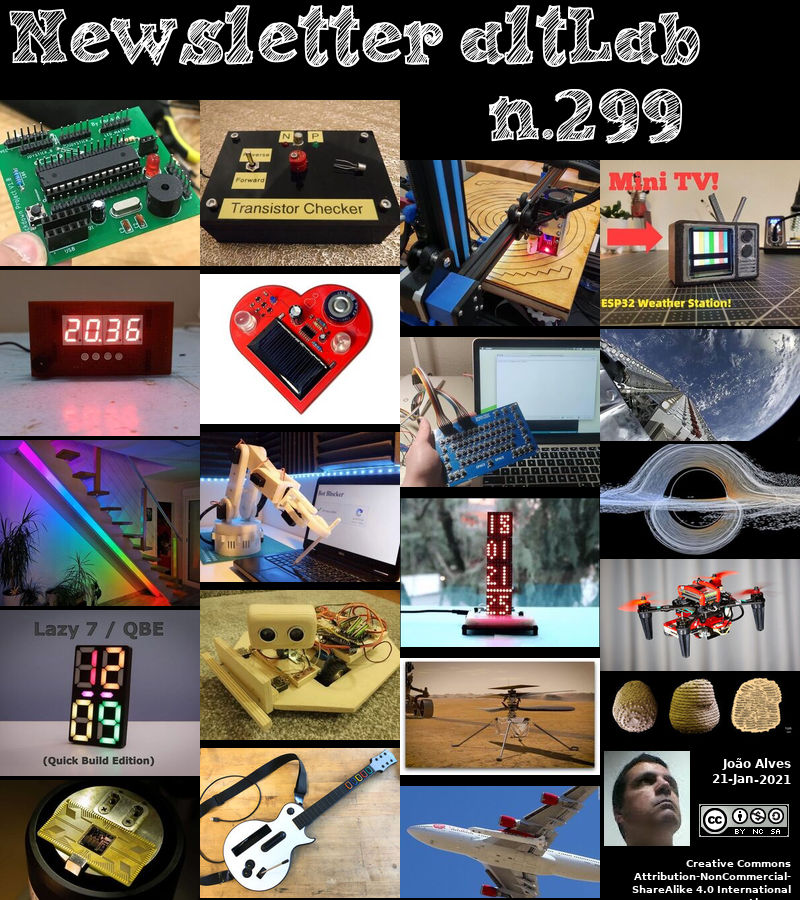 Newsletter altLab
n.299
N
P
Reverse
Forward
Transistor Checker
Mini TV!
ESP32 Weather Station!
20:36
Bot Blocker
15
01
21
Lazy 7 / QBE
12
09
(Quick Build Edition)
João Alves
21-Jan-2021
cc
BY NC SA
Creative Commons
Attribution-NonCommercial-
ShareAlike 4.0 International